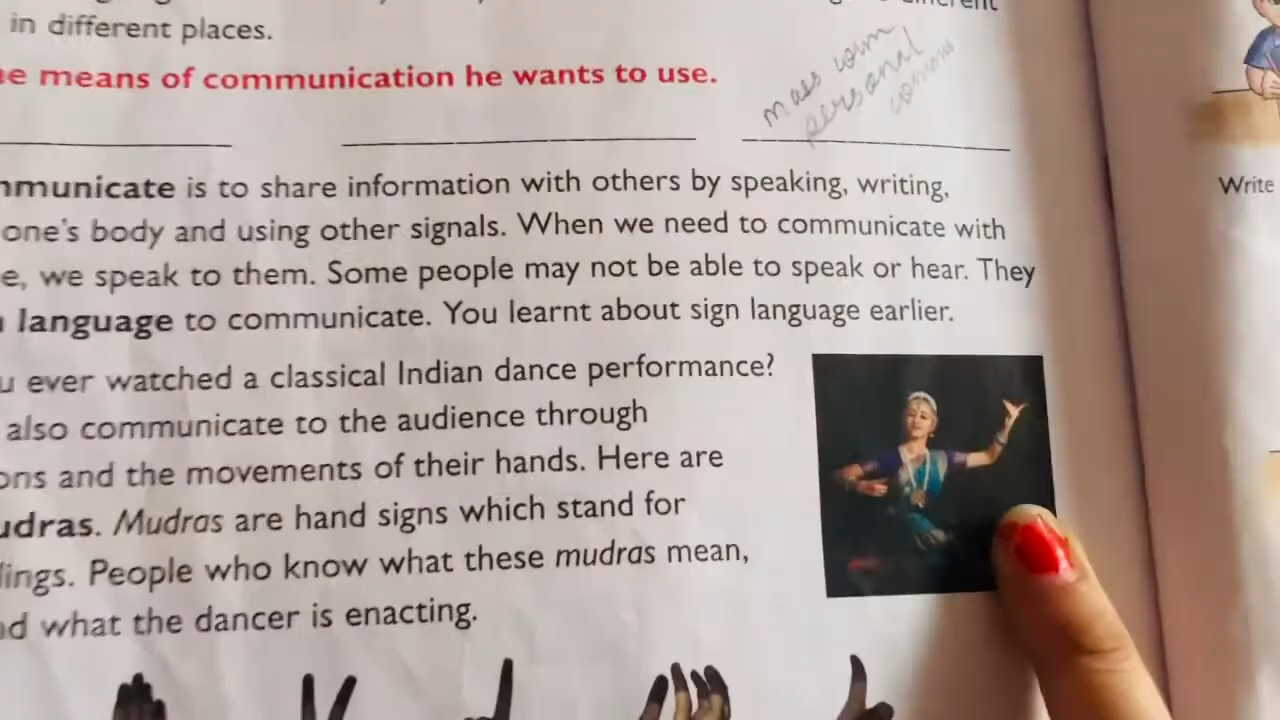 in different places.
e means of communication he wants to use.
mass comm
personal
comm
mmunicate is to share information with others by speaking, writing,
one's body and using other signals. When we need to communicate with
e, we speak to them. Some people may not be able to speak or hear. They
language to communicate. You learnt about sign language earlier.
u ever watched a classical Indian dance performance?
also communicate to the audience through
ons and the movements of their hands. Here are
udras. Mudras are hand signs which stand for
lings. People who know what these mudras mean,
d what the dancer is enacting.
Write